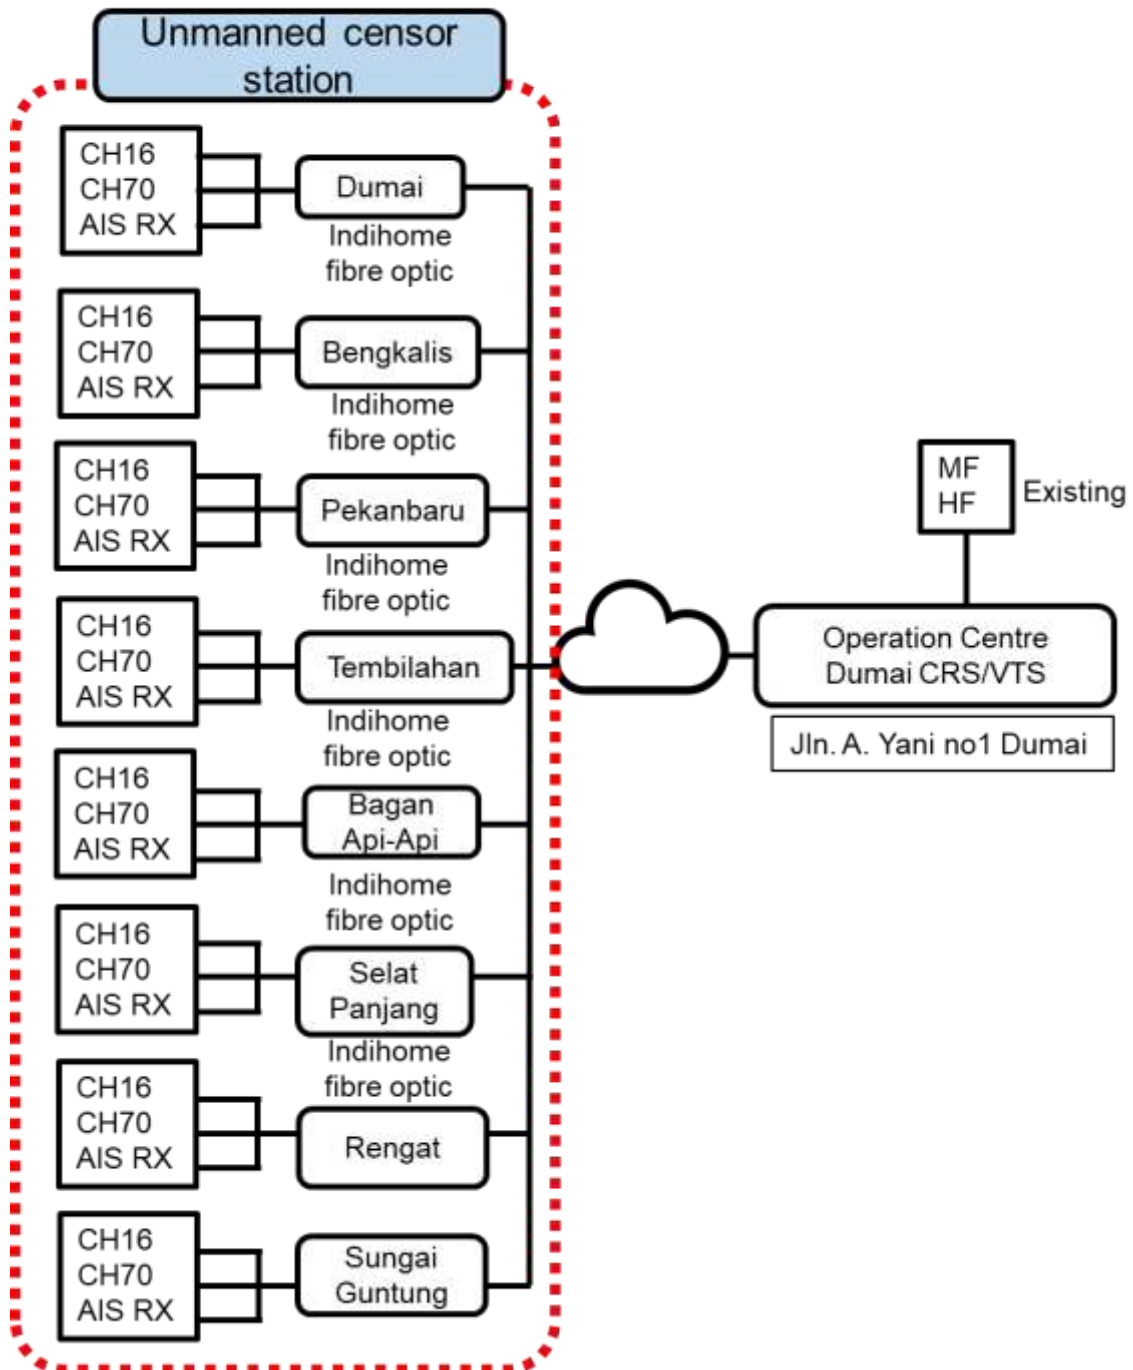 Unmanned censor
station
CH16
CH70
AIS RX
Dumai
Indihome
fibre optic
CH16
CH70
AIS RX
Bengkalis
Indihome
fibre optic
CH16
CH70
AIS RX
Pekanbaru
Indihome
fibre optic
CH16
CH70
AIS RX
Tembilahan
Indihome
fibre optic
CH16
CH70
AIS RX
Bagan
Api-Api
Indihome
fibre optic
CH16
CH70
AIS RX
Selat
Panjang
Indihome
fibre optic
CH16
CH70
AIS RX
Rengat
CH16
CH70
AIS RX
Sungai
Guntung
MF
HF
Existing
Operation Centre
Dumai CRS/VTS
Jln. A. Yani no1 Dumai